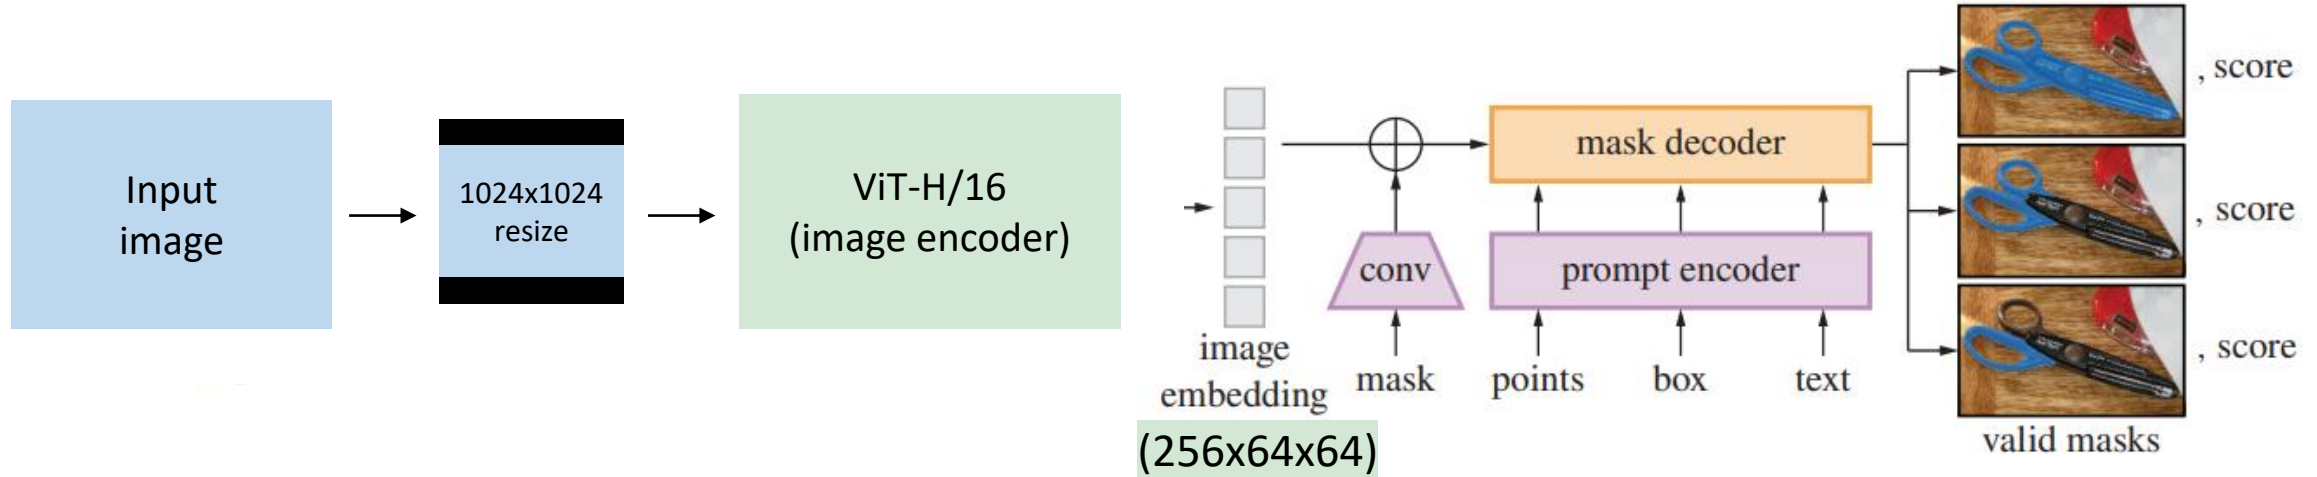 Input
image
1024x1024
resize
ViT-H/16
(image encoder)
image
embedding
(256x64x64)
conv
mask
mask decoder
prompt encoder
points
box
text
, score
, score
, score
valid masks